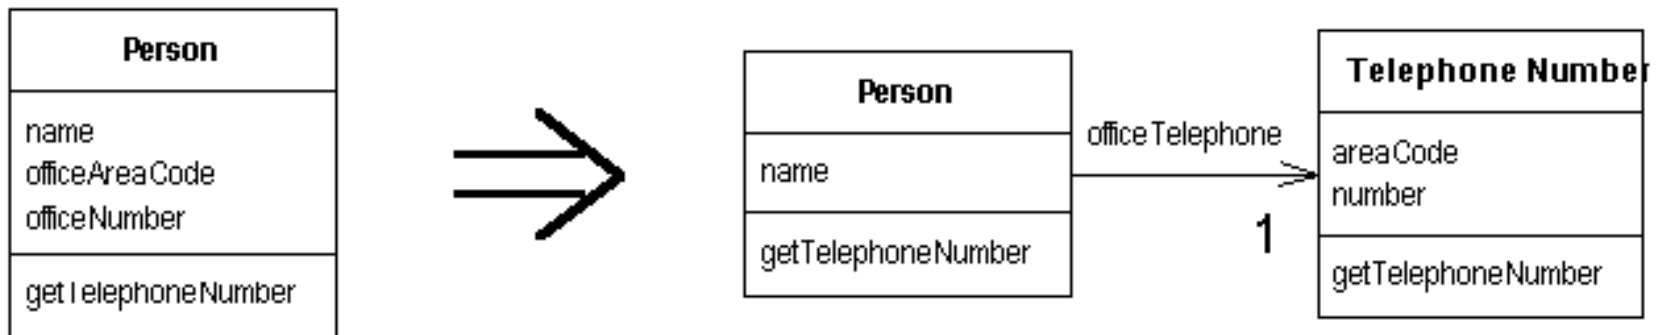 Person
name
officeAreaCode
officeNumber
getTelephoneNumber
Person
name
getTelephoneNumber
officeTelephone
1
Telephone Number
areaCode
number
getTelephoneNumber